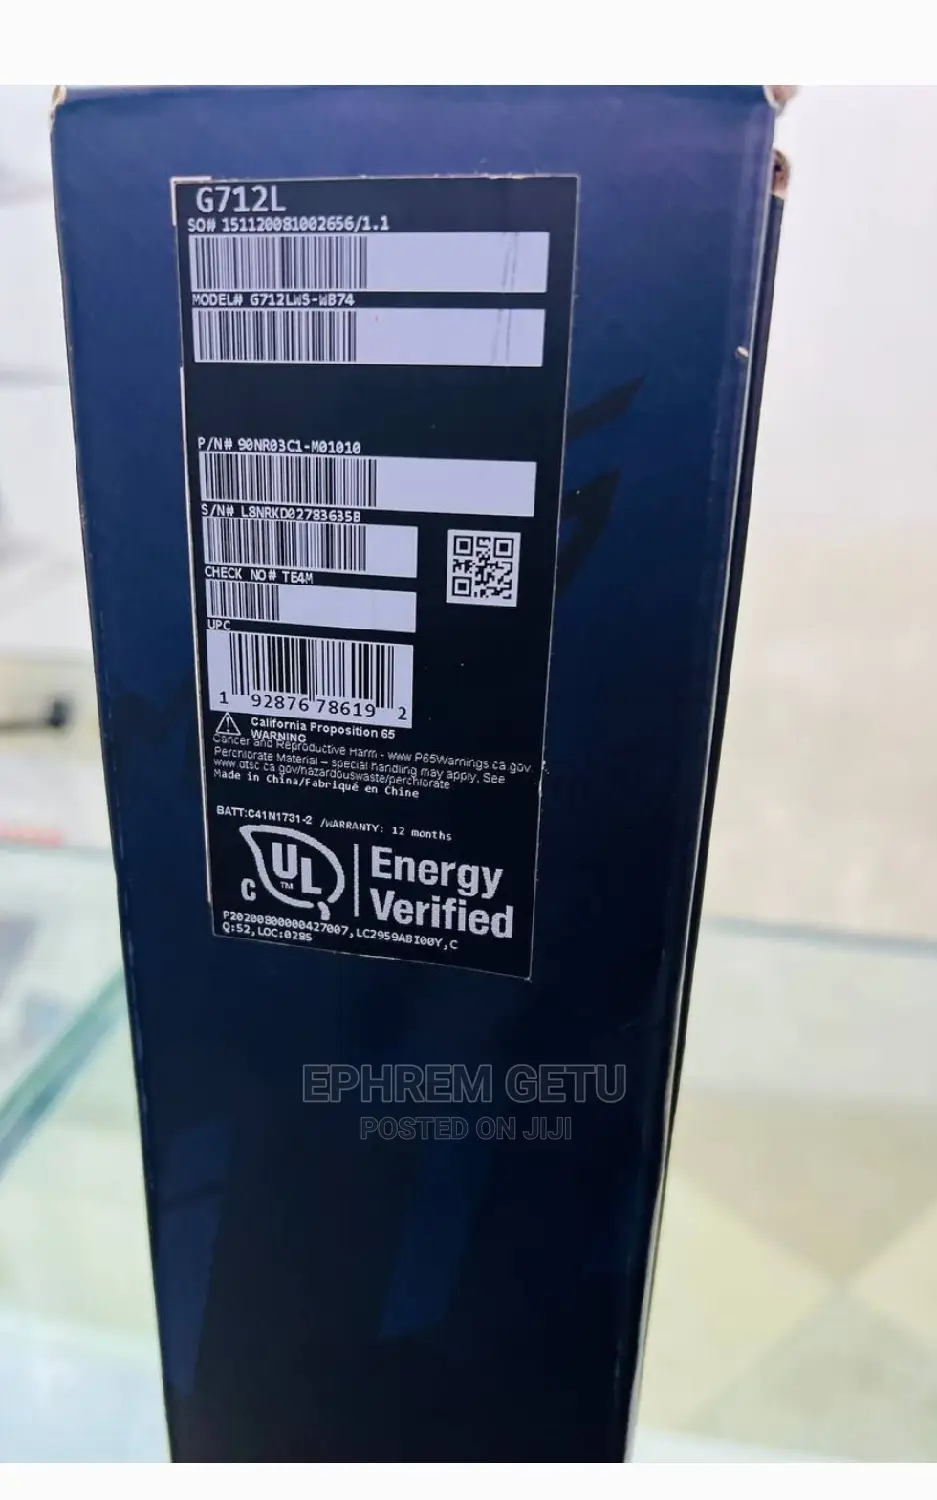 G712L
SO# 151120081002656/1.1
MODEL# G712LWS-WB74
P/N# 90NR03C1-M01010
S/N# L8NRKD02783635B
CHECK NO# TE4M
UPC
1 92876 78619 2
California Proposition 65
WARNING
Cancer and Reproductive Harm - www.P65Warnings.ca.gov.
Perchlorate Material – special handling may apply, See
www.dtsc.ca.gov/hazardouswaste/perchlorate
Made in China/Fabriqué en Chine
BATT:C41N1731-2 /WARRANTY: 12 months
C UL TM
Energy
Verified
P20200800000427007,LC2959ABI00Y,C
Q:52,LOC:0285
EPHREM GETU
POSTED ON JIJI